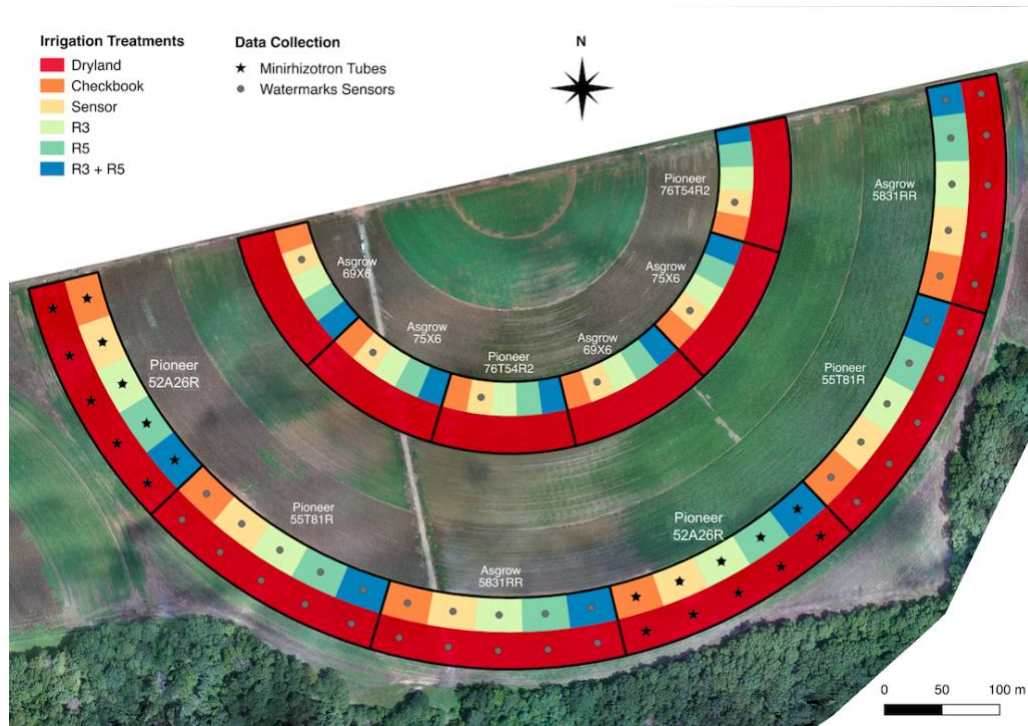 Irrigation Treatments
Dryland
Checkbook
Sensor
R3
R5
R3 + R5
Data Collection
Minirhizotron Tubes
Watermarks Sensors
N
Pioneer
76T54R2
Asgrow
5831RR
Asgrow
69X6
Asgrow
75X6
Asgrow
75X6
Pioneer
76T54R2
Asgrow
69X6
Pioneer
52A26R
Pioneer
55T81R
Pioneer
55T81R
Pioneer
52A26R
Asgrow
5831RR
0 50 100 m